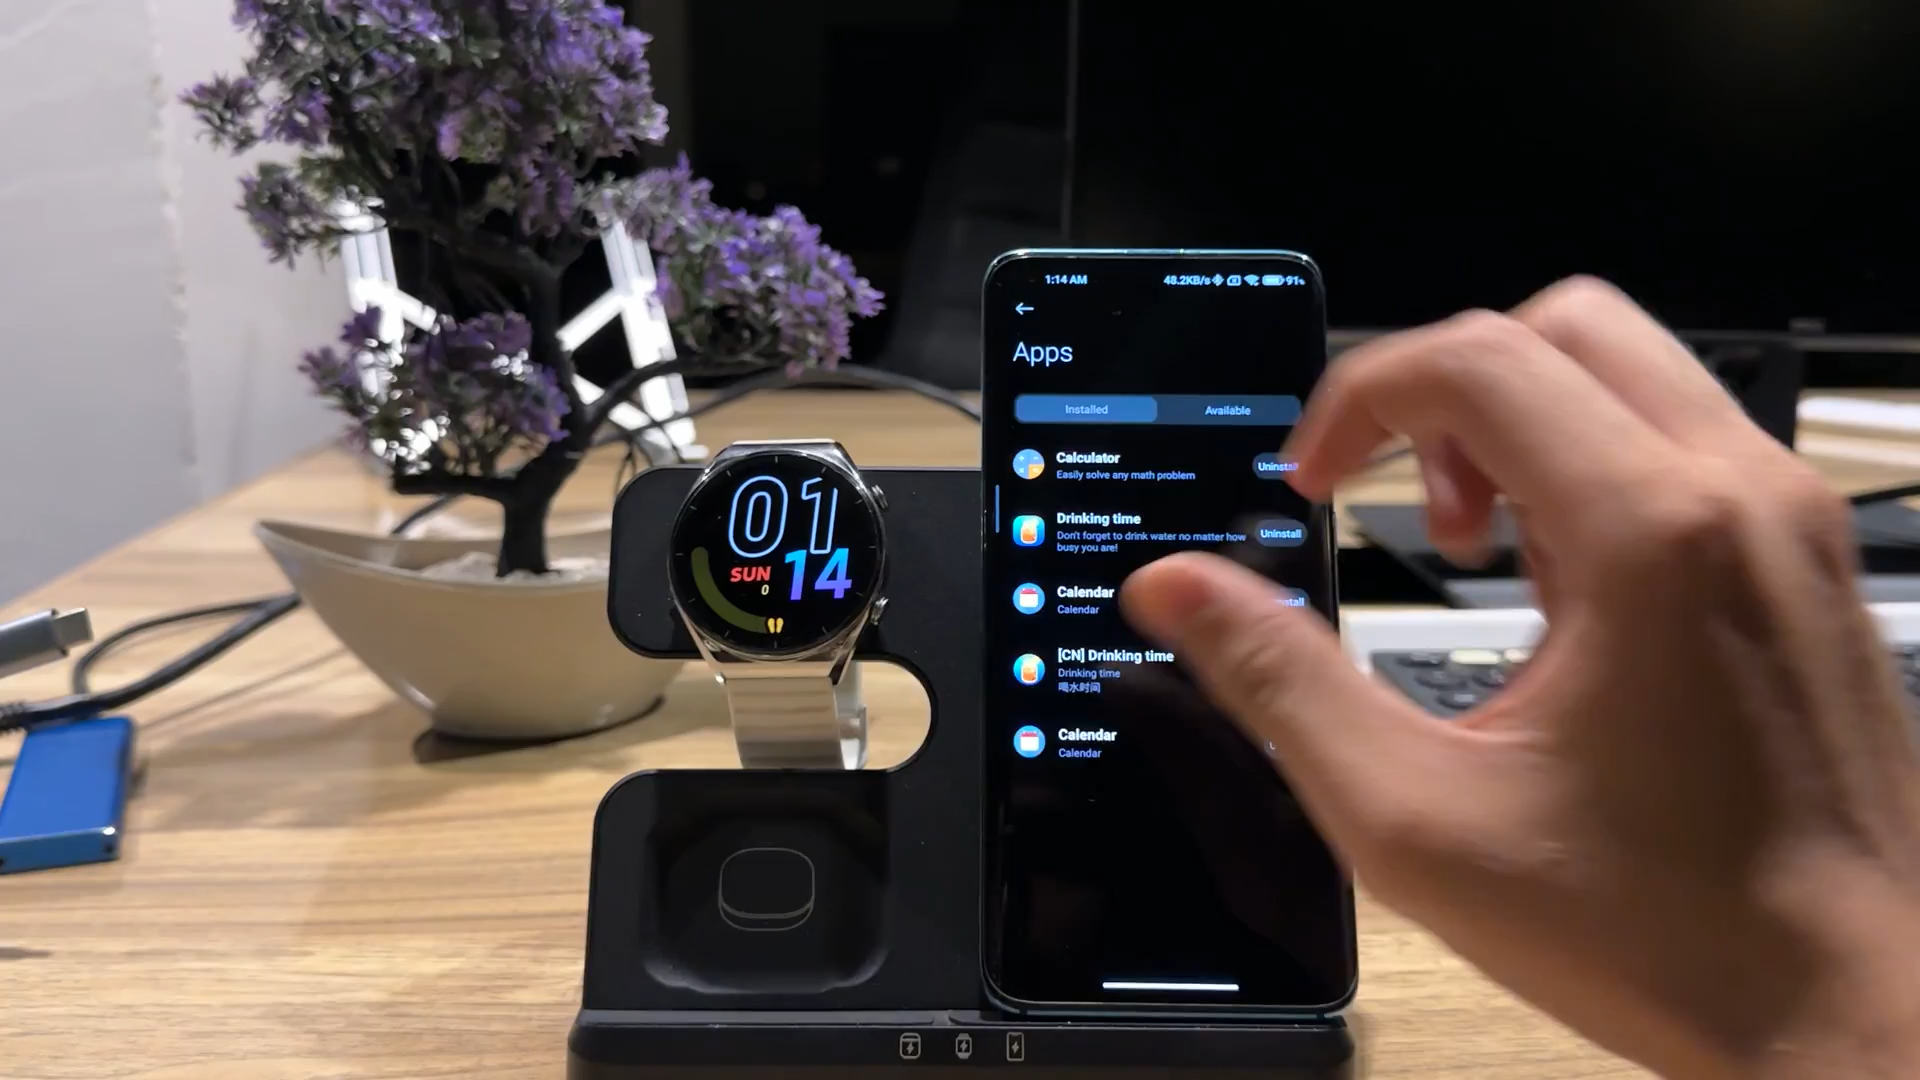 01
SUN
14
0
1:14 AM
48.2KB/s
91%
Apps
Installed
Available
Calculator
Easily solve any math problem
Uninstall
Drinking time
Don't forget to drink water no matter how
busy you are!
Uninstall
Calendar
Calendar
[CN] Drinking time
Drinking time
喝水时间
Calendar
Calendar